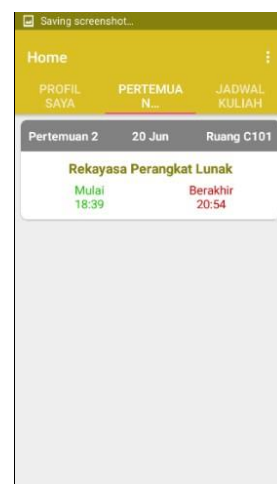 Saving screenshot...
Home
PROFIL SAYA
PERTEMUA N...
JADWAL KULIAH
Pertemuan 2 20 Jun Ruang C101
Rekayasa Perangkat Lunak
Mulai Berakhir
18:39 20:54